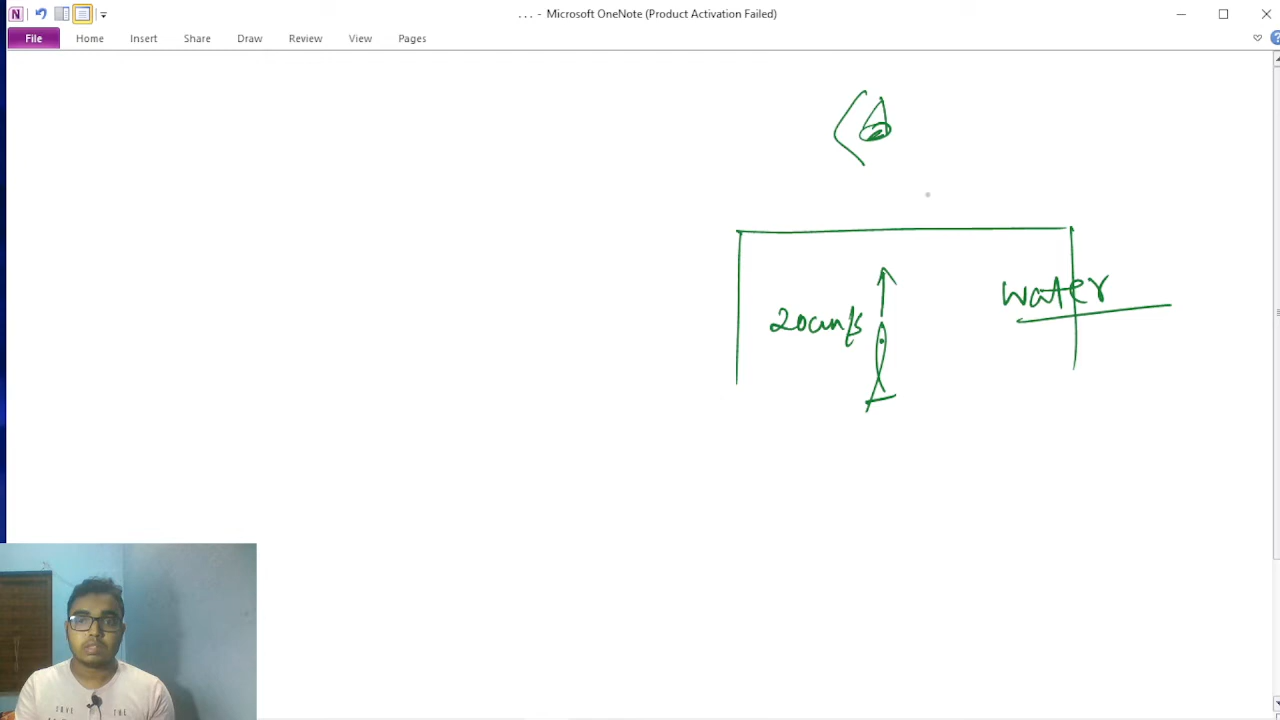 ... - Microsoft OneNote (Product Activation Failed)
File Home Insert Share Draw Review View Pages
20cm/s
water